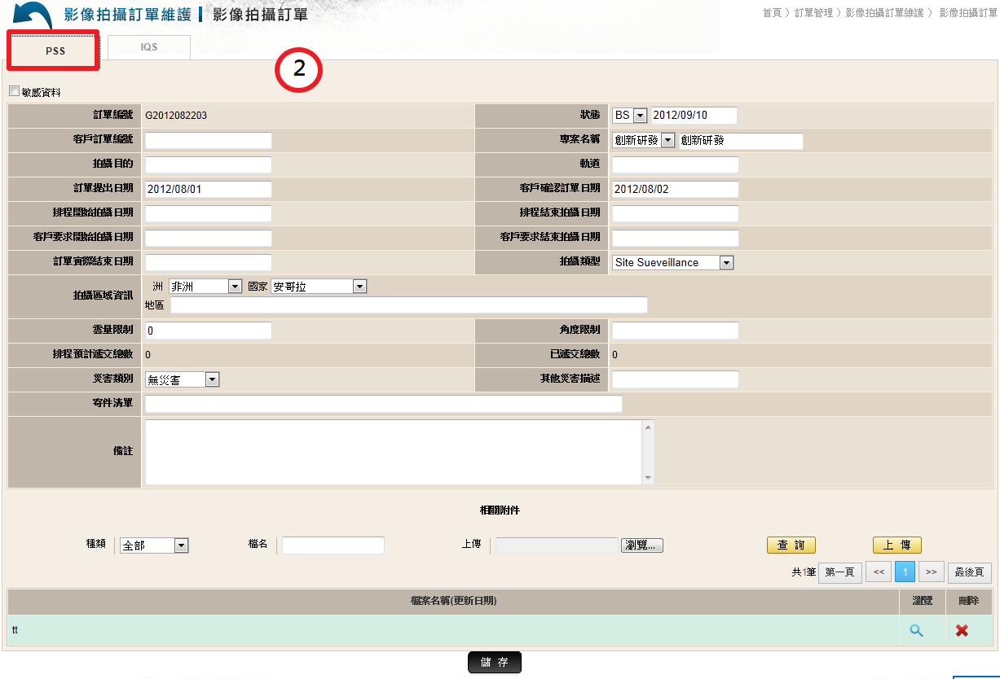 影像拍攝訂單維護 影像拍攝訂單
首頁 〉訂單管理 〉影像拍攝訂單維護 〉 影像拍攝訂單
PSS IQS
2
敏感資料
訂單編號 G2012082203 狀態 BS 2012/09/10
客戶訂單編號 專案名稱 創新研發 創新研發
拍攝目的 軌道
訂單提出日期 2012/08/01 客戶確認訂單日期 2012/08/02
排程開始拍攝日期 排程結束拍攝日期
客戶要求開始拍攝日期 客戶要求結束拍攝日期
訂單實際結束日期 拍攝類型 Site Sueveillance
拍攝區域資訊 洲 非洲 國家 安哥拉
地區
雲量限制 0 角度限制
排程預計遞交總數 0 已遞交總數 0
災害類別 無災害 其他災害描述
寄件清單
備註
相關附件
種類 全部 檔名 上傳 瀏覽... 查 詢 上 傳
共1筆 第一頁 << 1 >> 最後頁
檔案名稱(更新日期) 瀏覽 刪除
tt
儲 存